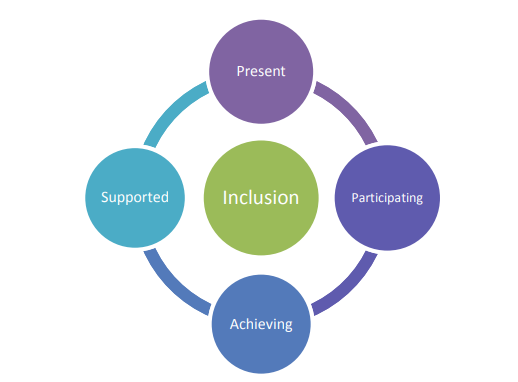 Present
Supported
Inclusion
Participating
Achieving